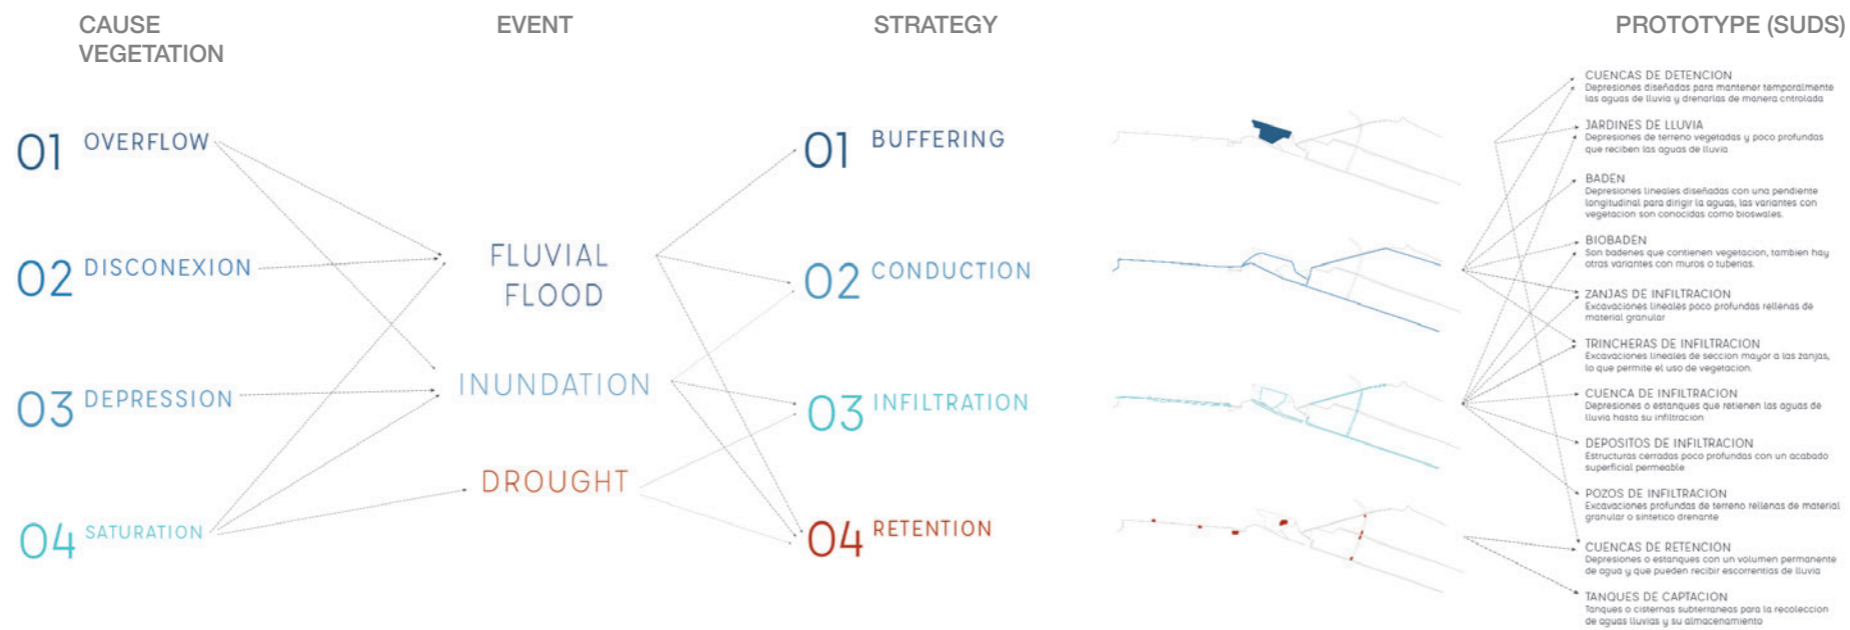 CAUSE
VEGETATION
EVENT
STRATEGY
PROTOTYPE (SUDS)
01 OVERFLOW
02 DISCONEXION
03 DEPRESSION
04 SATURATION
FLUVIAL
FLOOD
INUNDATION
DROUGHT
01 BUFFERING
02 CONDUCTION
03 INFILTRATION
04 RETENTION
CUENCAS DE DETENCION
Depresiones diseñadas para mantener temporalmente
las aguas de lluvia y drenarlas de manera cntrolada
JARDINES DE LLUVIA
Depresiones de terreno vegetadas y poco profundas
que reciben las aguas de lluvia
BADEN
Depresiones lineales diseñadas con una pendiente
longitudinal para dirigir la aguas, las variantes con
vegetacion son conocidas como bioswales.
BIOBADEN
Son badenes que contienen vegetacion, tambien hay
otras variantes con muros o tuberias.
ZANJAS DE INFILTRACION
Excavaciones lineales poco profundas rellenas de
material granular
TRINCHERAS DE INFILTRACION
Excavaciones lineales de seccion mayor a las zanjas,
lo que permite el uso de vegetacion.
CUENCA DE INFILTRACION
Depresiones o estanques que retienen las aguas de
lluvia hasta su infiltracion
DEPOSITOS DE INFILTRACION
Estructuras cerradas poco profundas con un acabado
superficial permeable
POZOS DE INFILTRACION
Excavaciones profundas de terreno rellenas de material
granular o sintetico drenante
CUENCAS DE RETENCION
Depresiones o estanques con un volumen permanente
de agua y que pueden recibir escorrentias de lluvia
TANQUES DE CAPTACION
Tanques o cisternas subterraneas para la recoleccion
de aguas lluvias y su almacenamiento